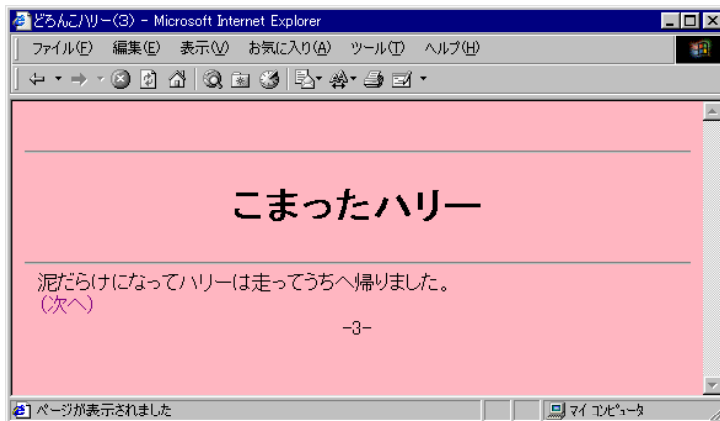 どろんこハリー(3) - Microsoft Internet Explorer
ファイル(F) 編集(E) 表示(V) お気に入り(A) ツール(T) ヘルプ(H)
こまったハリー
泥だらけになってハリーは走ってうちへ帰りました。
(次へ)
-3-
ページが表示されました マイ コンピュータ